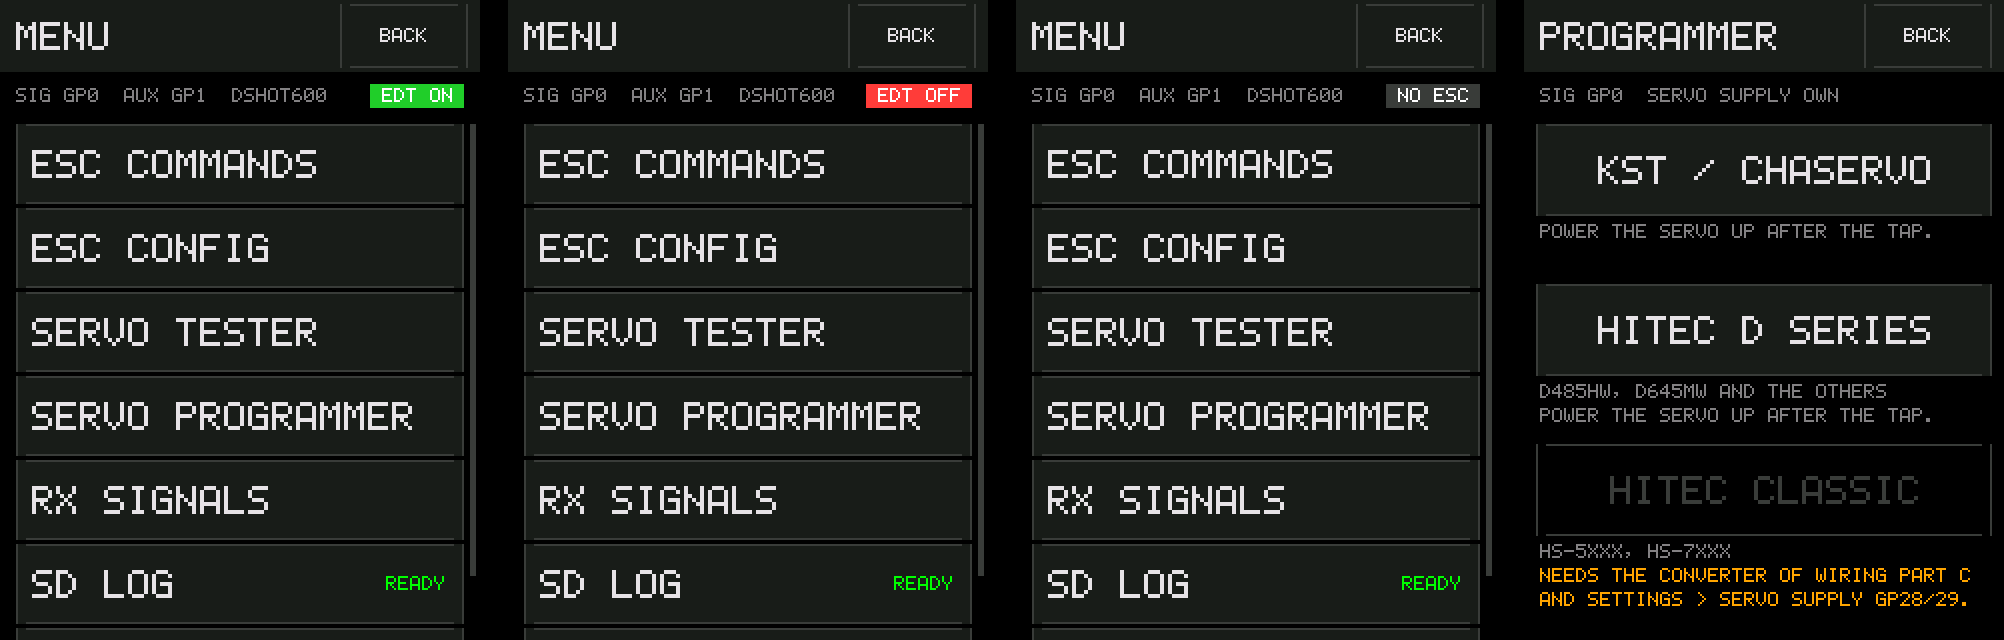 MENU
BACK
SIG GP0 AUX GP1 DSHOT600 EDT ON
ESC COMMANDS
ESC CONFIG
SERVO TESTER
SERVO PROGRAMMER
RX SIGNALS
SD LOG READY
MENU
BACK
SIG GP0 AUX GP1 DSHOT600 EDT OFF
ESC COMMANDS
ESC CONFIG
SERVO TESTER
SERVO PROGRAMMER
RX SIGNALS
SD LOG READY
MENU
BACK
SIG GP0 AUX GP1 DSHOT600 NO ESC
ESC COMMANDS
ESC CONFIG
SERVO TESTER
SERVO PROGRAMMER
RX SIGNALS
SD LOG READY
PROGRAMMER
BACK
SIG GP0 SERVO SUPPLY OWN
KST / CHASERVO
POWER THE SERVO UP AFTER THE TAP.
HITEC D SERIES
D485HW, D645MW AND THE OTHERS
POWER THE SERVO UP AFTER THE TAP.
HITEC CLASSIC
HS-5XXX, HS-7XXX
NEEDS THE CONVERTER OF WIRING PART C
AND SETTINGS > SERVO SUPPLY GP28/29.